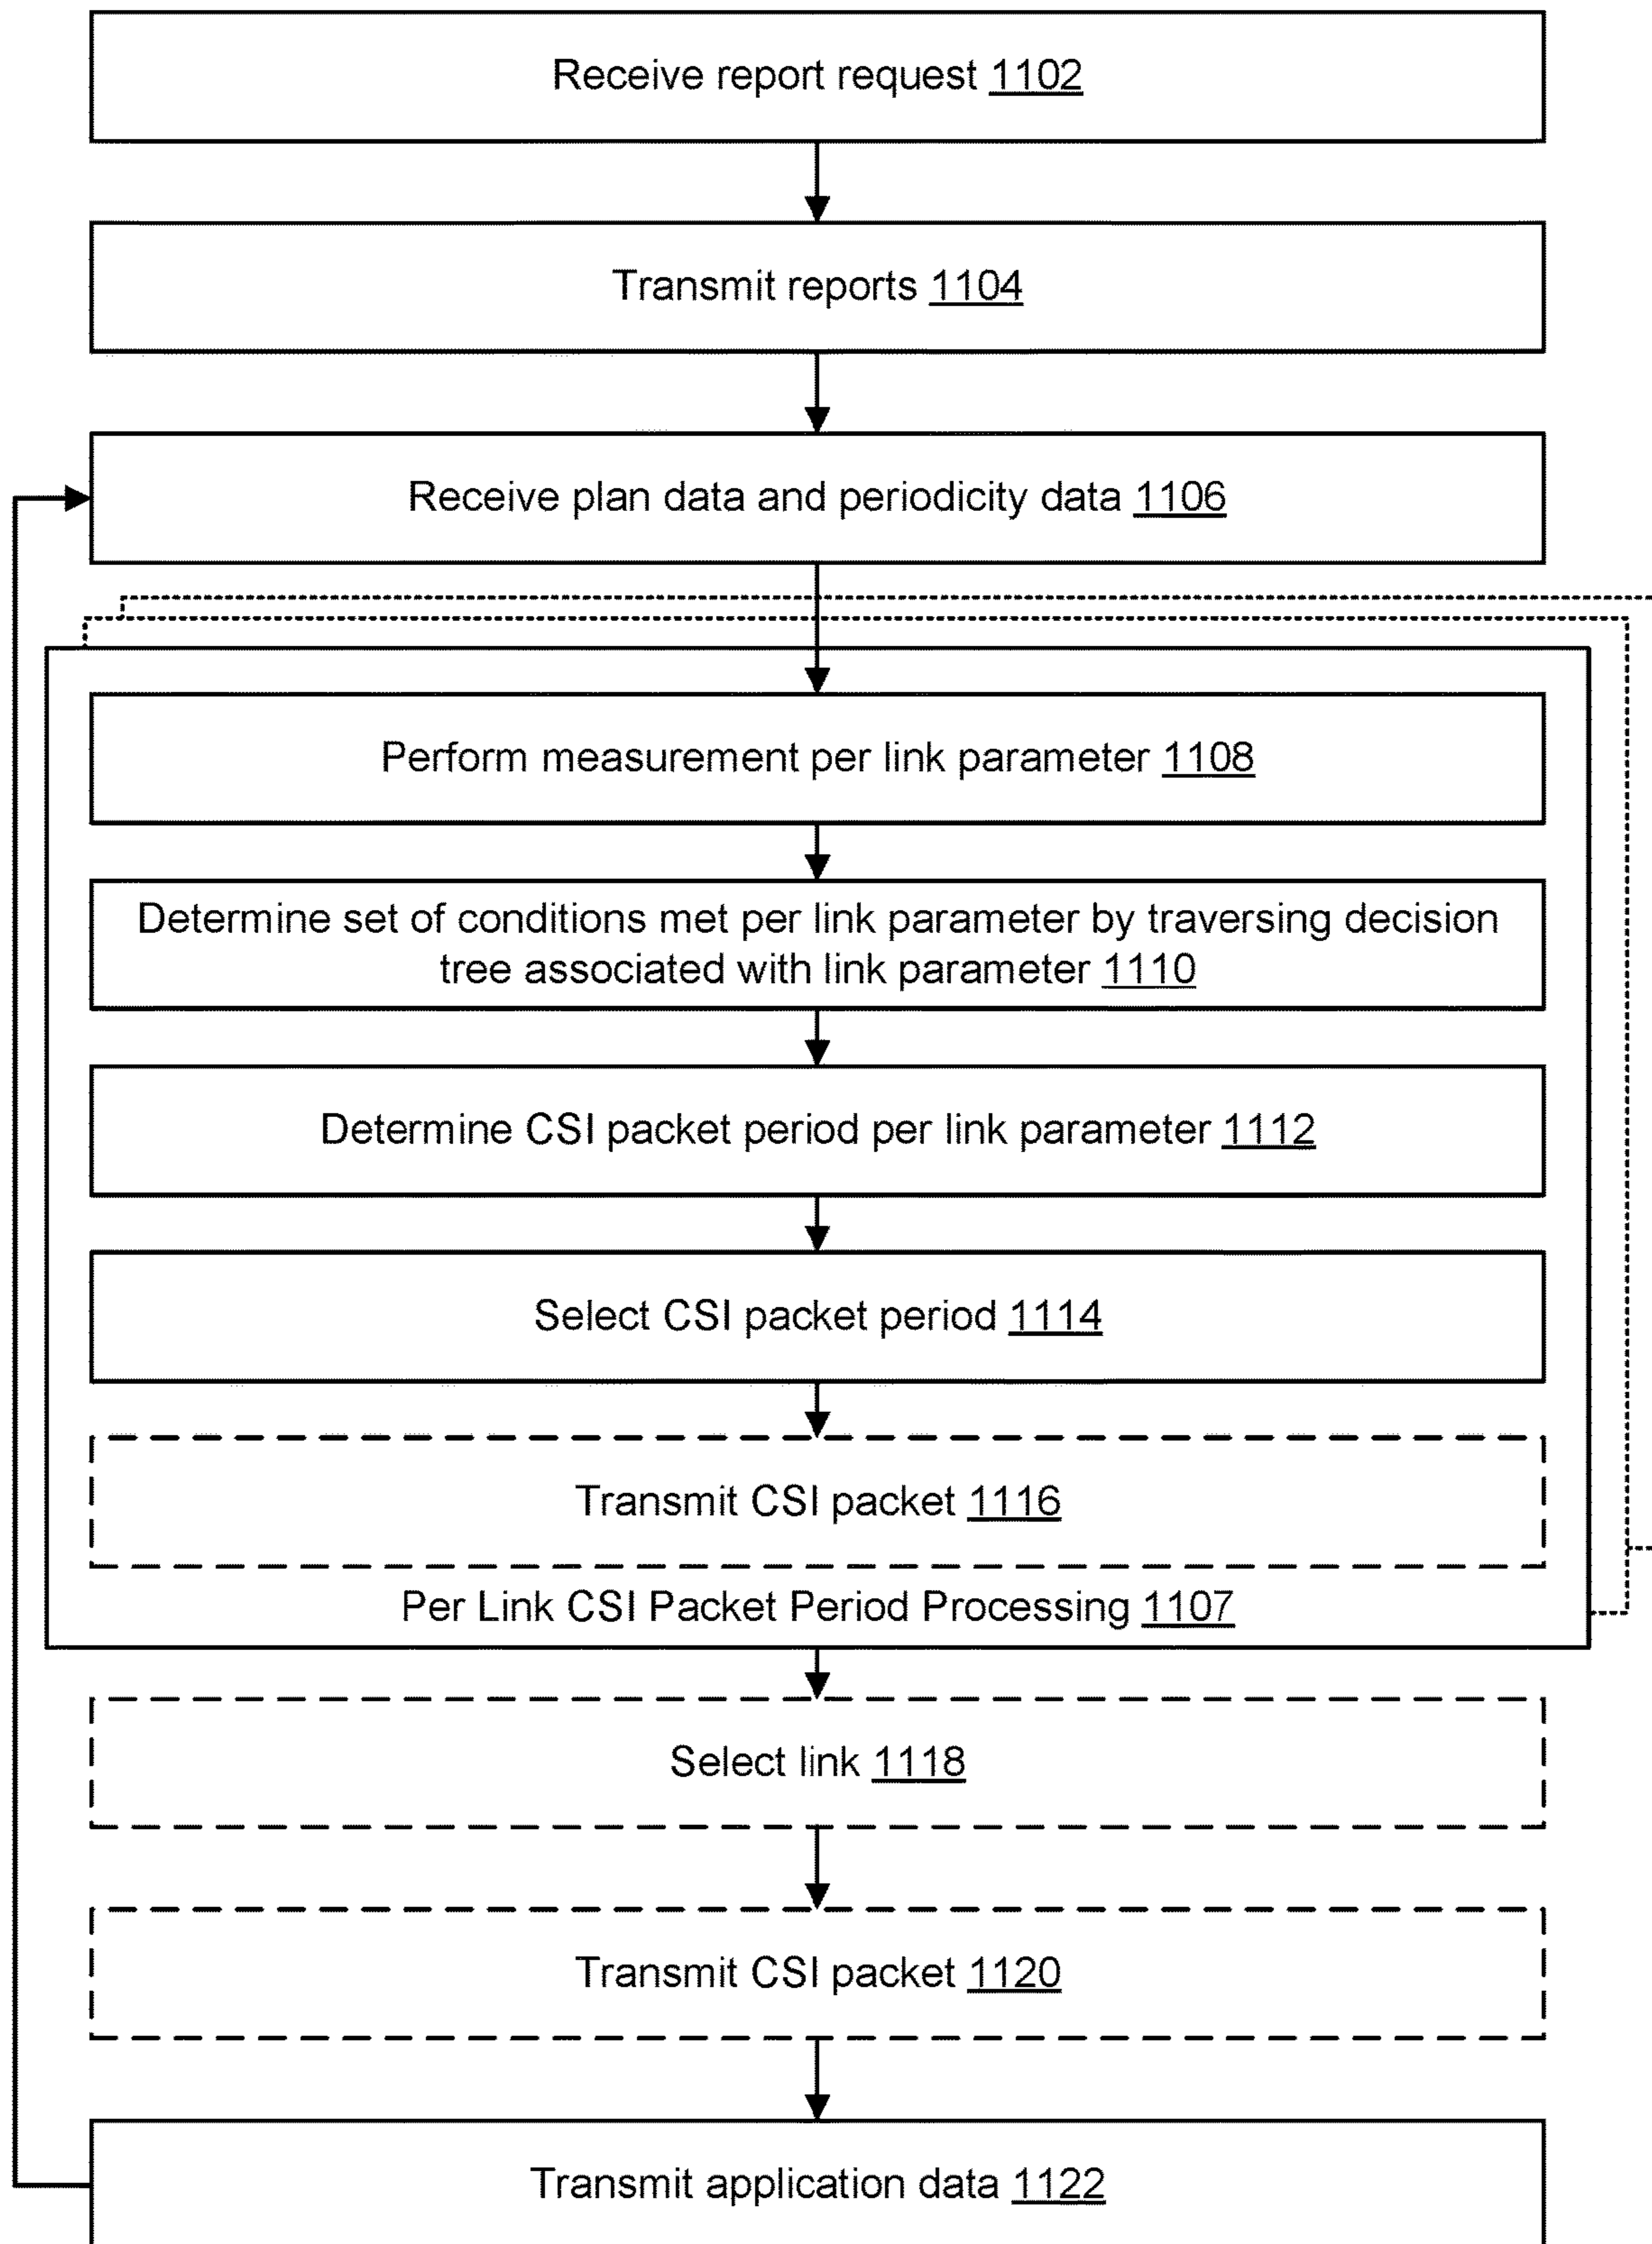 Receive report request 1102
Transmit reports 1104
Receive plan data and periodicity data 1106
Perform measurement per link parameter 1108
Determine set of conditions met per link parameter by traversing decision
tree associated with link parameter 1110
Determine CSI packet period per link parameter 1112
Select CSI packet period 1114
Transmit CSI packet 1116
Per Link CSI Packet Period Processing 1107
Select link 1118
Transmit CSI packet 1120
Transmit application data 1122